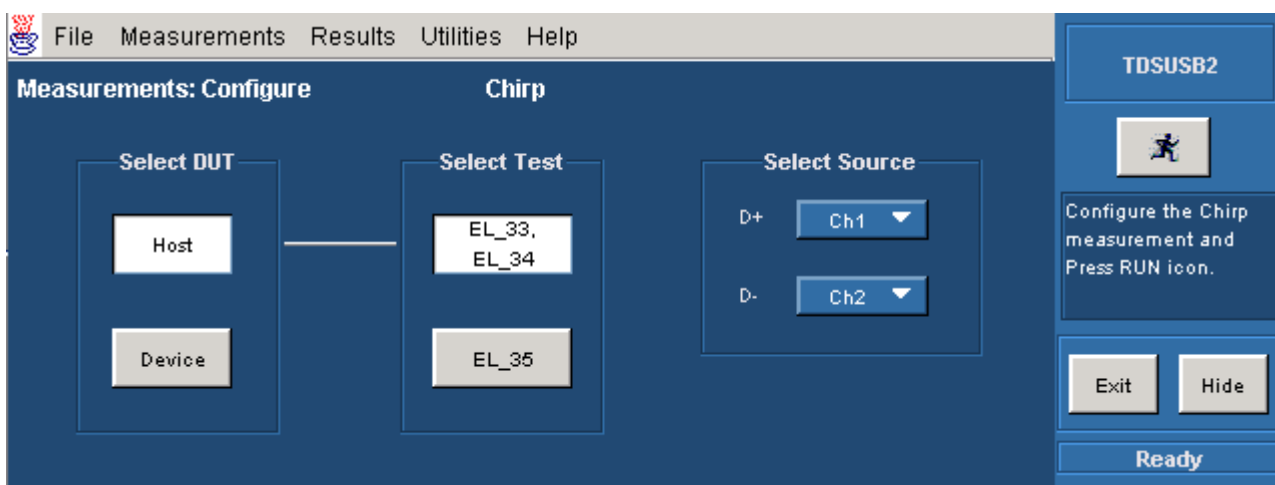 File Measurements Results Utilities Help
Measurements: Configure Chirp
Select DUT
Host
Device
Select Test
EL_33,
EL_34
EL_35
Select Source
D+ Ch1
D- Ch2
TDSUSB2
Configure the Chirp
measurement and
Press RUN icon.
Exit Hide
Ready